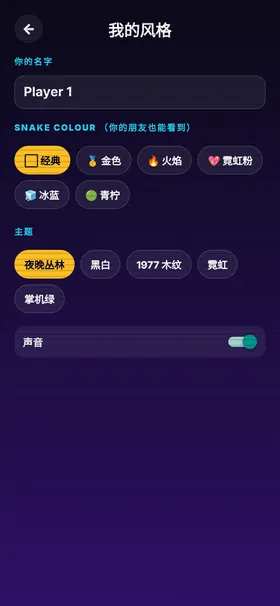 我的风格
你的名字
Player 1
SNAKE COLOUR （你的朋友也能看到）
经典 🏅 金色 🔥 火焰 💖 霓虹粉
🧊 冰蓝 🟢 青柠
主题
夜晚丛林 黑白 1977 木纹 霓虹
掌机绿
声音